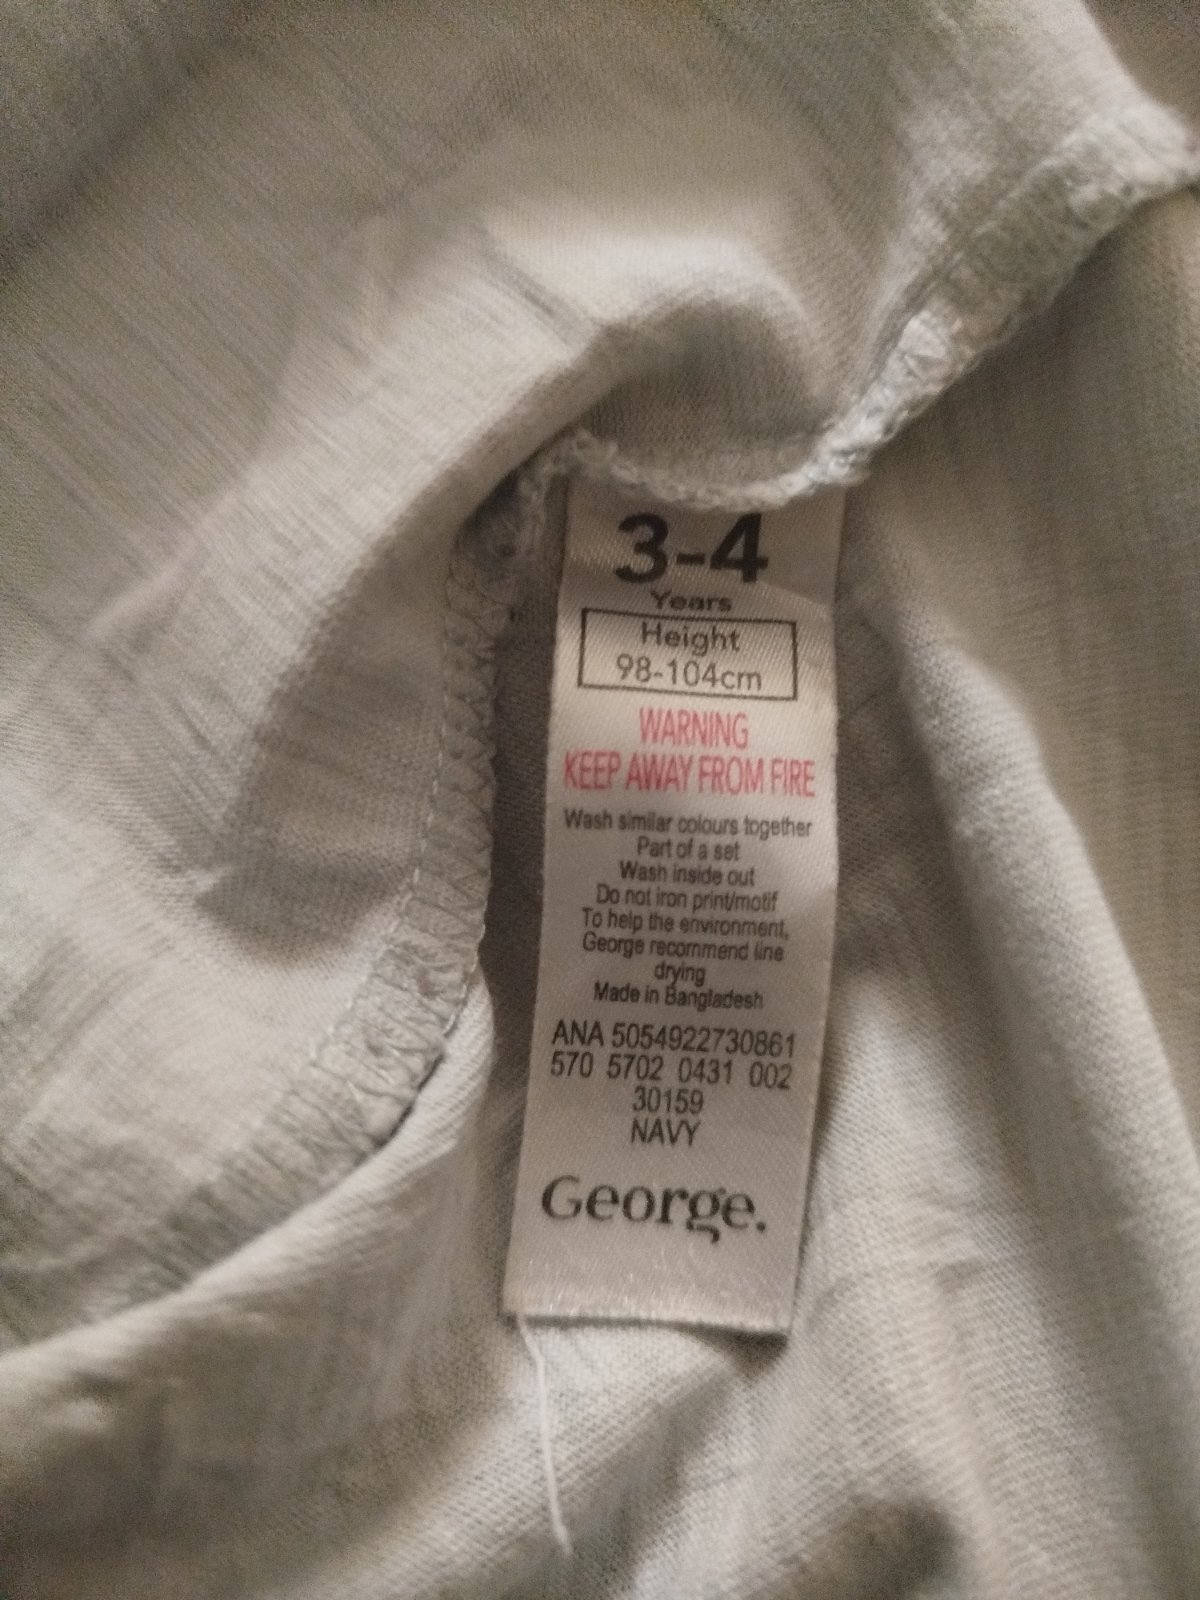 3-4
Years
Height
98-104cm
WARNING
KEEP AWAY FROM FIRE
Wash similar colours together
Part of a set
Wash inside out
Do not iron print/motif
To help the environment,
George recommend line
drying
Made in Bangladesh
ANA 5054922730861
570 5702 0431 002
30159
NAVY
George.